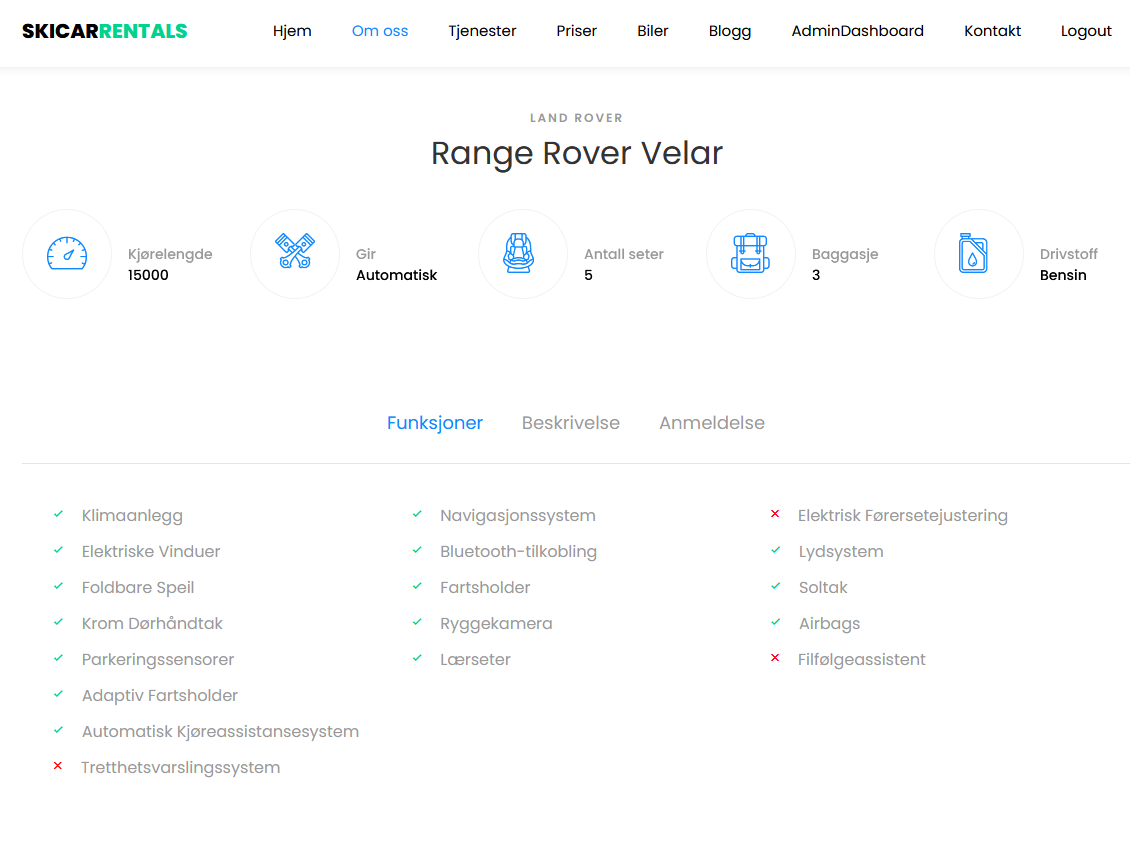 SKICARRENTALS Hjem Om oss Tjenester Priser Biler Blogg AdminDashboard Kontakt Logout
LAND ROVER
Range Rover Velar
Kjørelengde
15000
Gir
Automatisk
Antall seter
5
Baggasje
3
Drivstoff
Bensin
Funksjoner Beskrivelse Anmeldelse
Klimaanlegg
Elektriske Vinduer
Foldbare Speil
Krom Dørhåndtak
Parkeringssensorer
Adaptiv Fartsholder
Automatisk Kjøreassistansesystem
Tretthetsvarslingssystem
Navigasjonssystem
Bluetooth-tilkobling
Fartsholder
Ryggekamera
Lærseter
Elektrisk Førersetejustering
Lydsystem
Soltak
Airbags
Filfølgeassistent